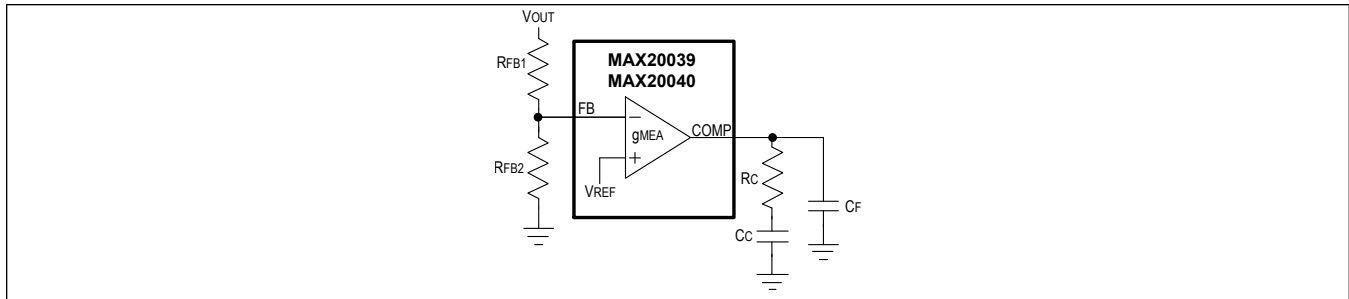 VOUT
RFB1
MAX20039
MAX20040
FB
−
gMEA
COMP
RFB2
+
VREF
RC
CF
CC